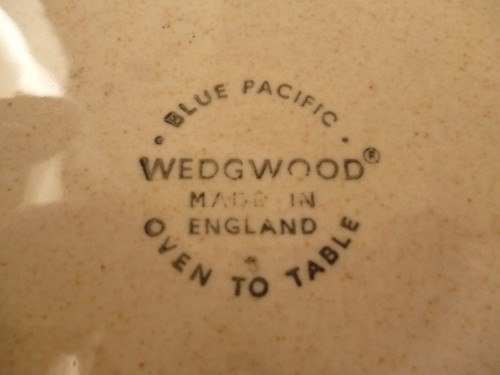 BLUE PACIFIC
WEDGWOOD®
MADE IN
ENGLAND
OVEN TO TABLE